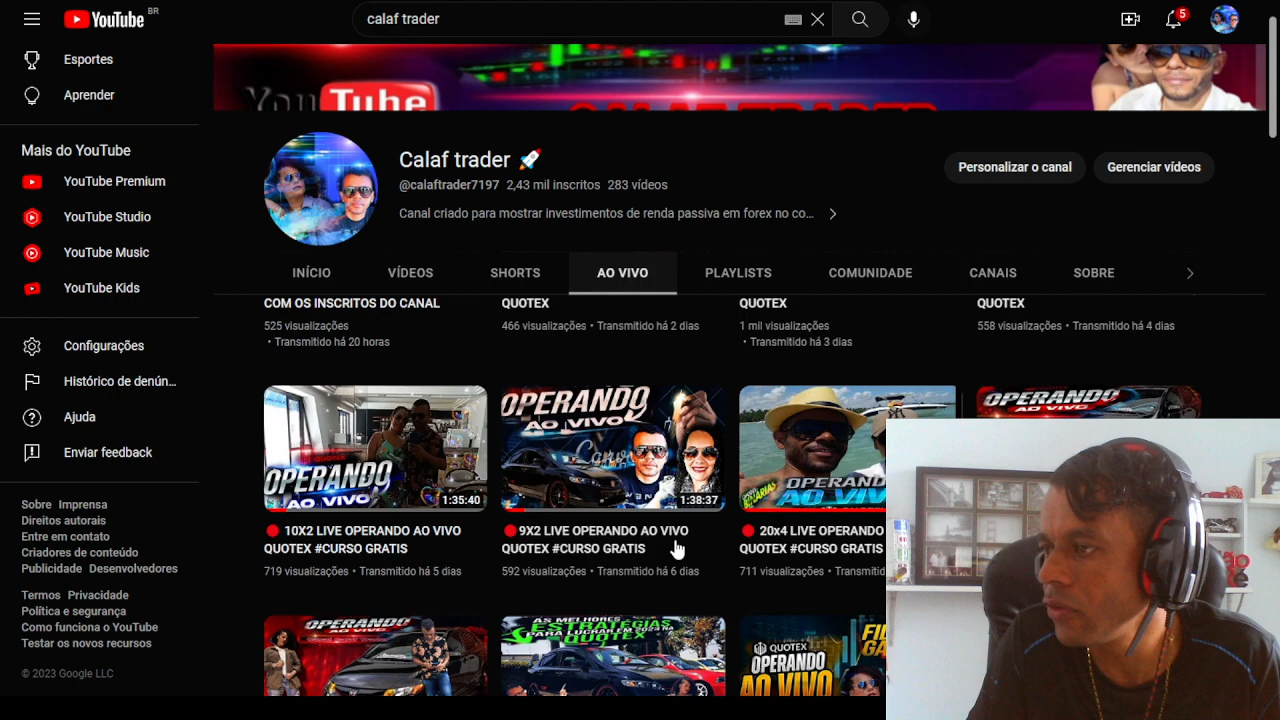 YouTube BR
calaf trader
5
Esportes
Aprender
Mais do YouTube
YouTube Premium
YouTube Studio
YouTube Music
YouTube Kids
Configurações
Histórico de denún...
Ajuda
Enviar feedback
Sobre Imprensa
Direitos autorais
Entre em contato
Criadores de conteúdo
Publicidade Desenvolvedores
Termos Privacidade
Política e segurança
Como funciona o YouTube
Testar os novos recursos
© 2023 Google LLC
YouTube
CALAF TRADER
Calaf trader 🚀
@calaftrader7197 2,43 mil inscritos 283 vídeos
Canal criado para mostrar investimentos de renda passiva em forex no co...
Personalizar o canal
Gerenciar vídeos
INÍCIO VÍDEOS SHORTS AO VIVO PLAYLISTS COMUNIDADE CANAIS SOBRE
COM OS INSCRITOS DO CANAL
525 visualizações
• Transmitido há 20 horas
QUOTEX
466 visualizações • Transmitido há 2 dias
QUOTEX
1 mil visualizações
• Transmitido há 3 dias
QUOTEX
558 visualizações • Transmitido há 4 dias
OPERANDO
AO VIVO
1:35:40
🔴 10X2 LIVE OPERANDO AO VIVO
QUOTEX #CURSO GRATIS
719 visualizações • Transmitido há 5 dias
OPERANDO
AO VIVO
1:38:37
🔴9X2 LIVE OPERANDO AO VIVO
QUOTEX #CURSO GRATIS
592 visualizações • Transmitido há 6 dias
🔴 20x4 LIVE OPERANDO
QUOTEX #CURSO GRATIS
711 visualizações • Transmitid
OPERANDO
AO VIVO
OPERANDO
AO VIVO
AS MELHORES
ESTRATÉGIAS
QUOTEX
QUOTEX
OPERANDO
AO VIVO